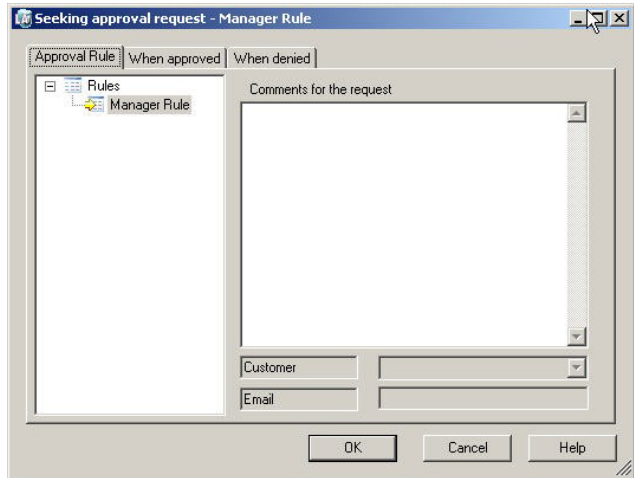 Seeking approval request - Manager Rule
Approval Rule When approved When denied
Rules
Manager Rule
Comments for the request
Customer
Email
OK Cancel Help